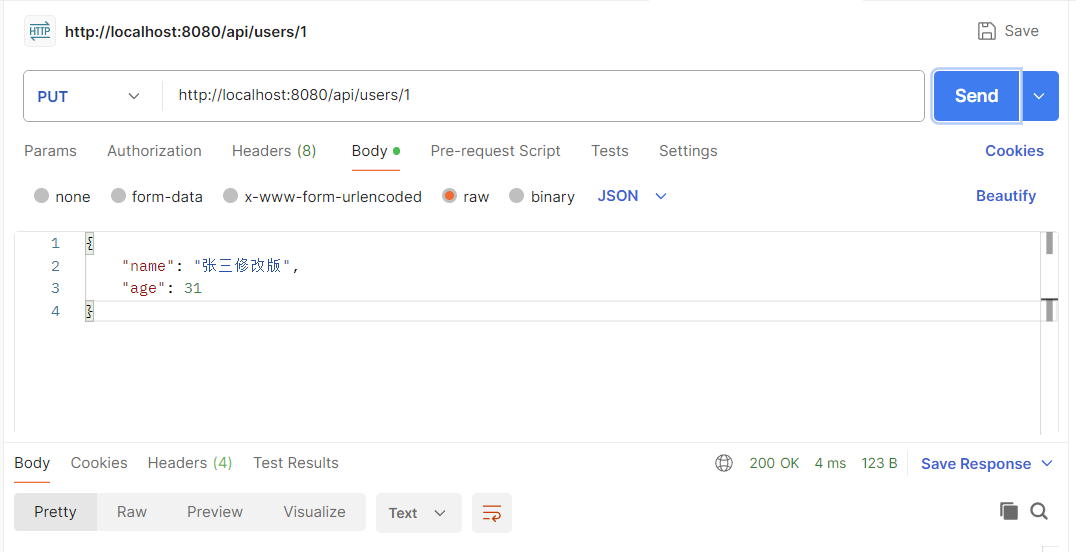 HTTP http://localhost:8080/api/users/1 Save
PUT http://localhost:8080/api/users/1 Send
Params Authorization Headers (8) Body Pre-request Script Tests Settings Cookies
none form-data x-www-form-urlencoded raw binary JSON Beautify
1 {
2 "name": "张三修改版",
3 "age": 31
4 }
Body Cookies Headers (4) Test Results 200 OK 4 ms 123 B Save Response
Pretty Raw Preview Visualize Text